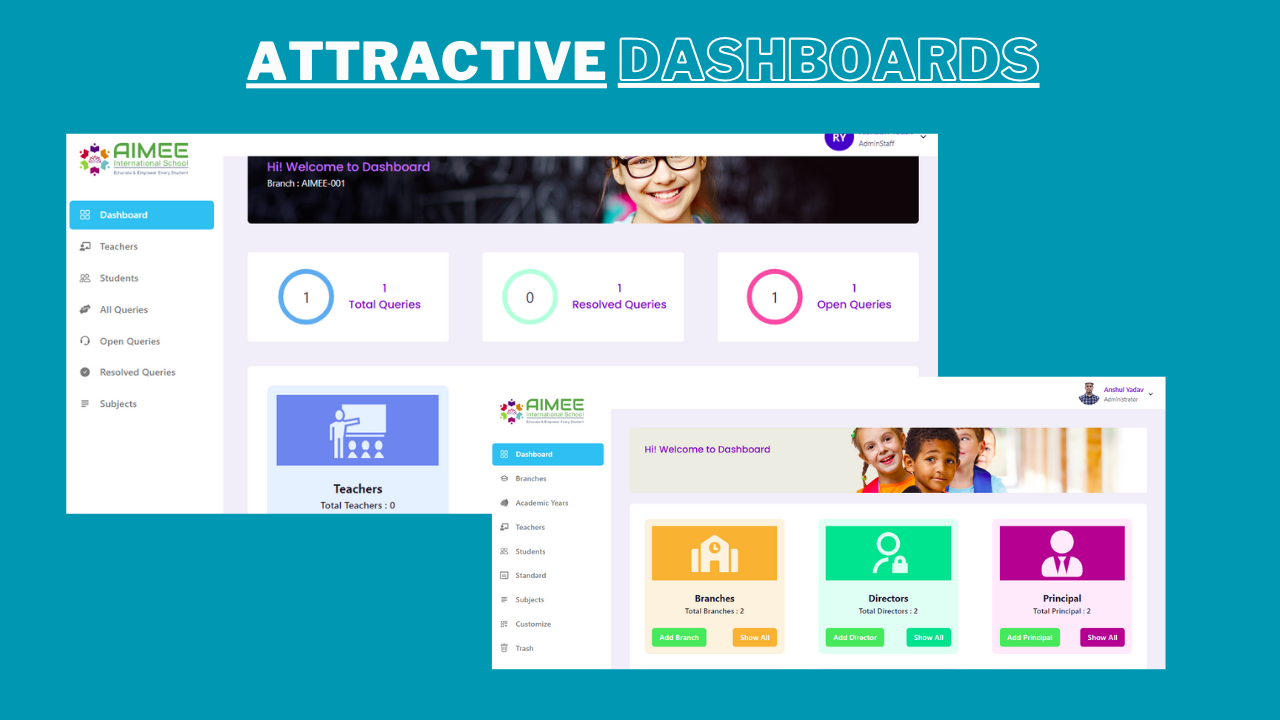 ATTRACTIVE DASHBOARDS
AIMEE
International School
Educate & Empower Every Student
RY
AdminStaff
Hi! Welcome to Dashboard
Branch : AIMEE-001
Dashboard
Teachers
Students
All Queries
Open Queries
Resolved Queries
Subjects
1
1
Total Queries
0
1
Resolved Queries
1
1
Open Queries
Teachers
Total Teachers : 0
AIMEE
International School
Educate & Empower Every Student
Anshul Yadav
Administrator
Hi! Welcome to Dashboard
Dashboard
Branches
Academic Years
Teachers
Students
Standard
Subjects
Customize
Trash
Branches
Total Branches : 2
Add Branch Show All
Directors
Total Directors : 2
Add Director Show All
Principal
Total Principal : 2
Add Principal Show All